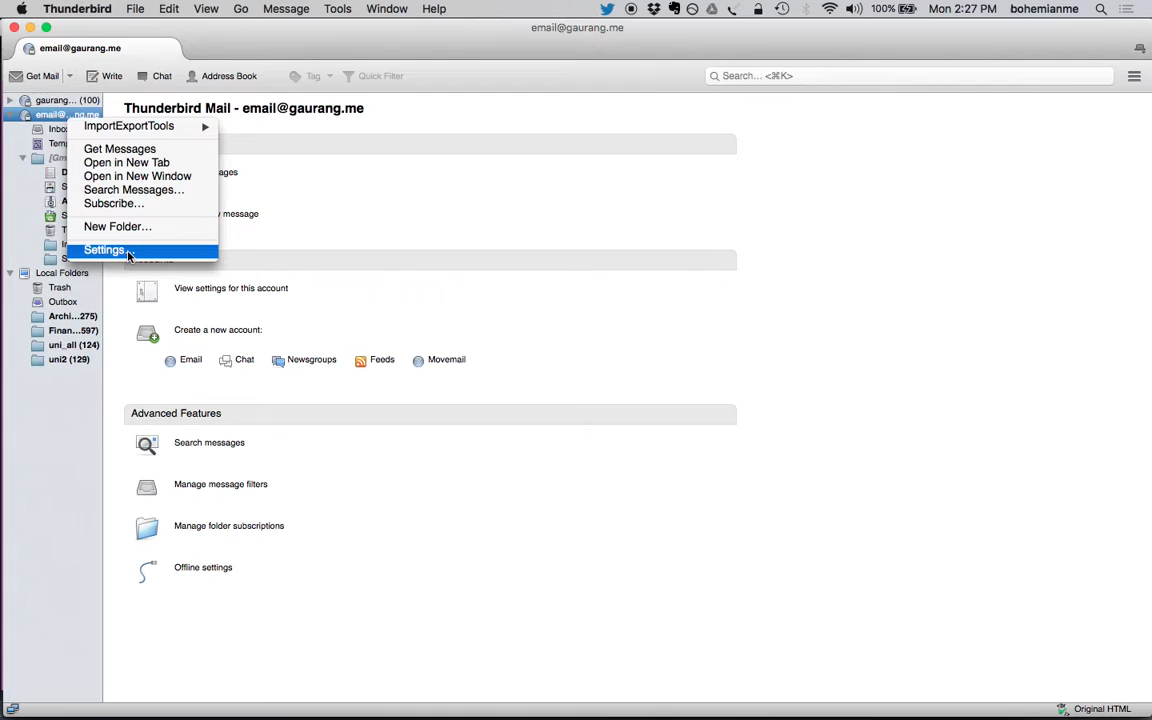 Thunderbird File Edit View Go Message Tools Window Help 100% Mon 2:27 PM bohemianme
email@gaurang.me
email@gaurang.me
Get Mail Write Chat Address Book Tag Quick Filter Search... <⌘K>
gaurang... (100)
email@...ng.me
Thunderbird Mail - email@gaurang.me
ImportExportTools
Get Messages
Open in New Tab
Open in New Window
Search Messages...
Subscribe...
New Folder...
Settings...
View settings for this account
Create a new account:
Email Chat Newsgroups Feeds Movemail
Advanced Features
Search messages
Manage message filters
Manage folder subscriptions
Offline settings
Local Folders
Trash
Outbox
Archi...275)
Finan...597)
uni_all (124)
uni2 (129)
Original HTML